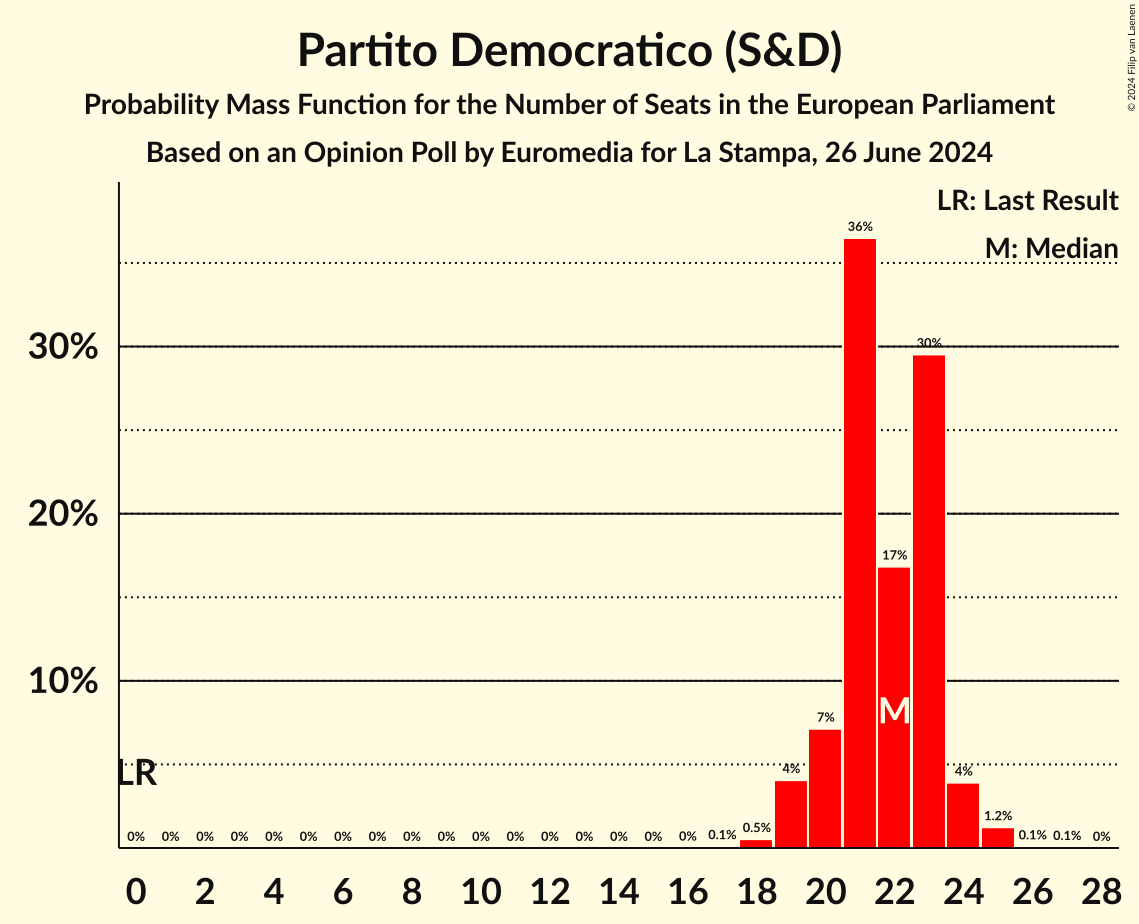 Partito Democratico (S&D)
Probability Mass Function for the Number of Seats in the European Parliament
Based on an Opinion Poll by Euromedia for La Stampa, 26 June 2024
© 2024 Filip van Laenen
LR: Last Result
M: Median
30%
20%
10%
36%
30%
17%
M
7%
4%
4%
LR
0% 0% 0% 0% 0% 0% 0% 0% 0% 0% 0% 0% 0% 0% 0% 0% 0% 0.1% 0.5% 1.2% 0.1% 0.1% 0%
0 2 4 6 8 10 12 14 16 18 20 22 24 26 28